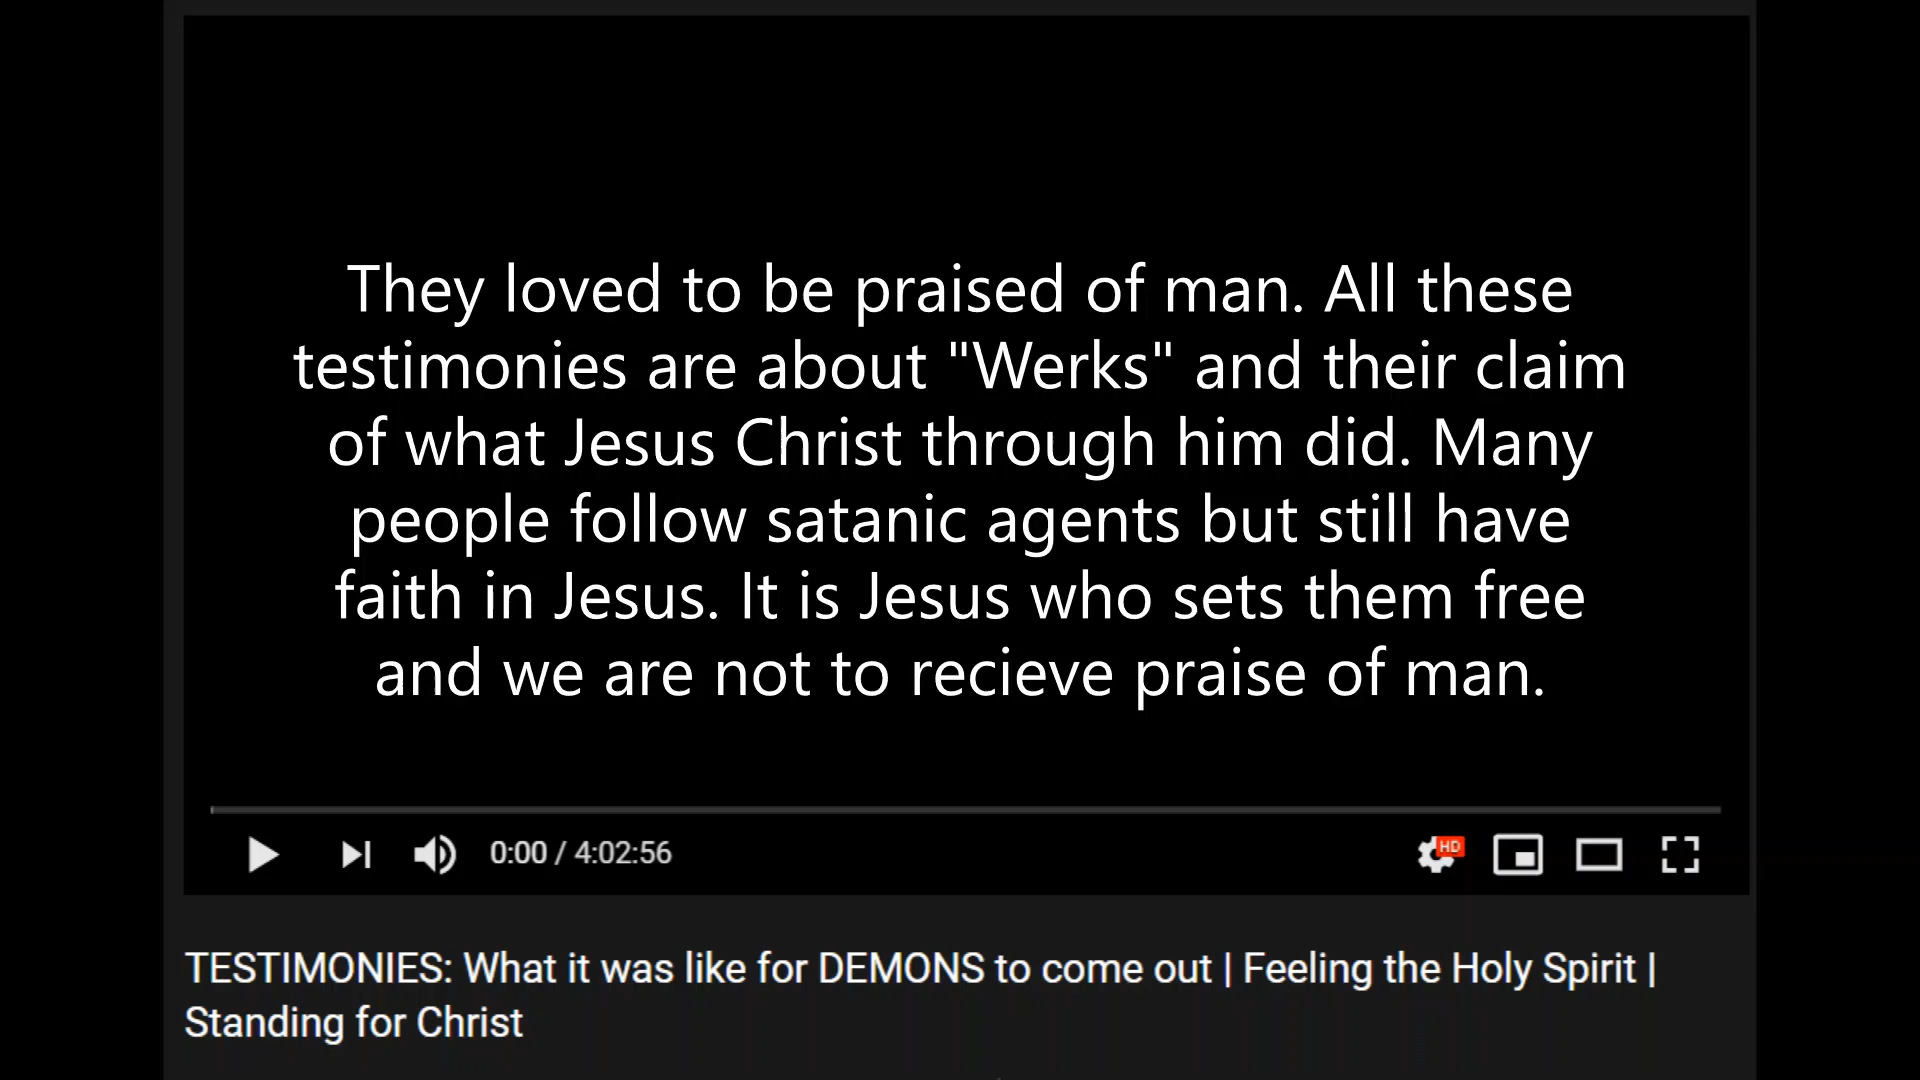 They loved to be praised of man. All these
testimonies are about "Werks" and their claim
of what Jesus Christ through him did. Many
people follow satanic agents but still have
faith in Jesus. It is Jesus who sets them free
and we are not to recieve praise of man.
0:00 / 4:02:56
HD
TESTIMONIES: What it was like for DEMONS to come out | Feeling the Holy Spirit |
Standing for Christ